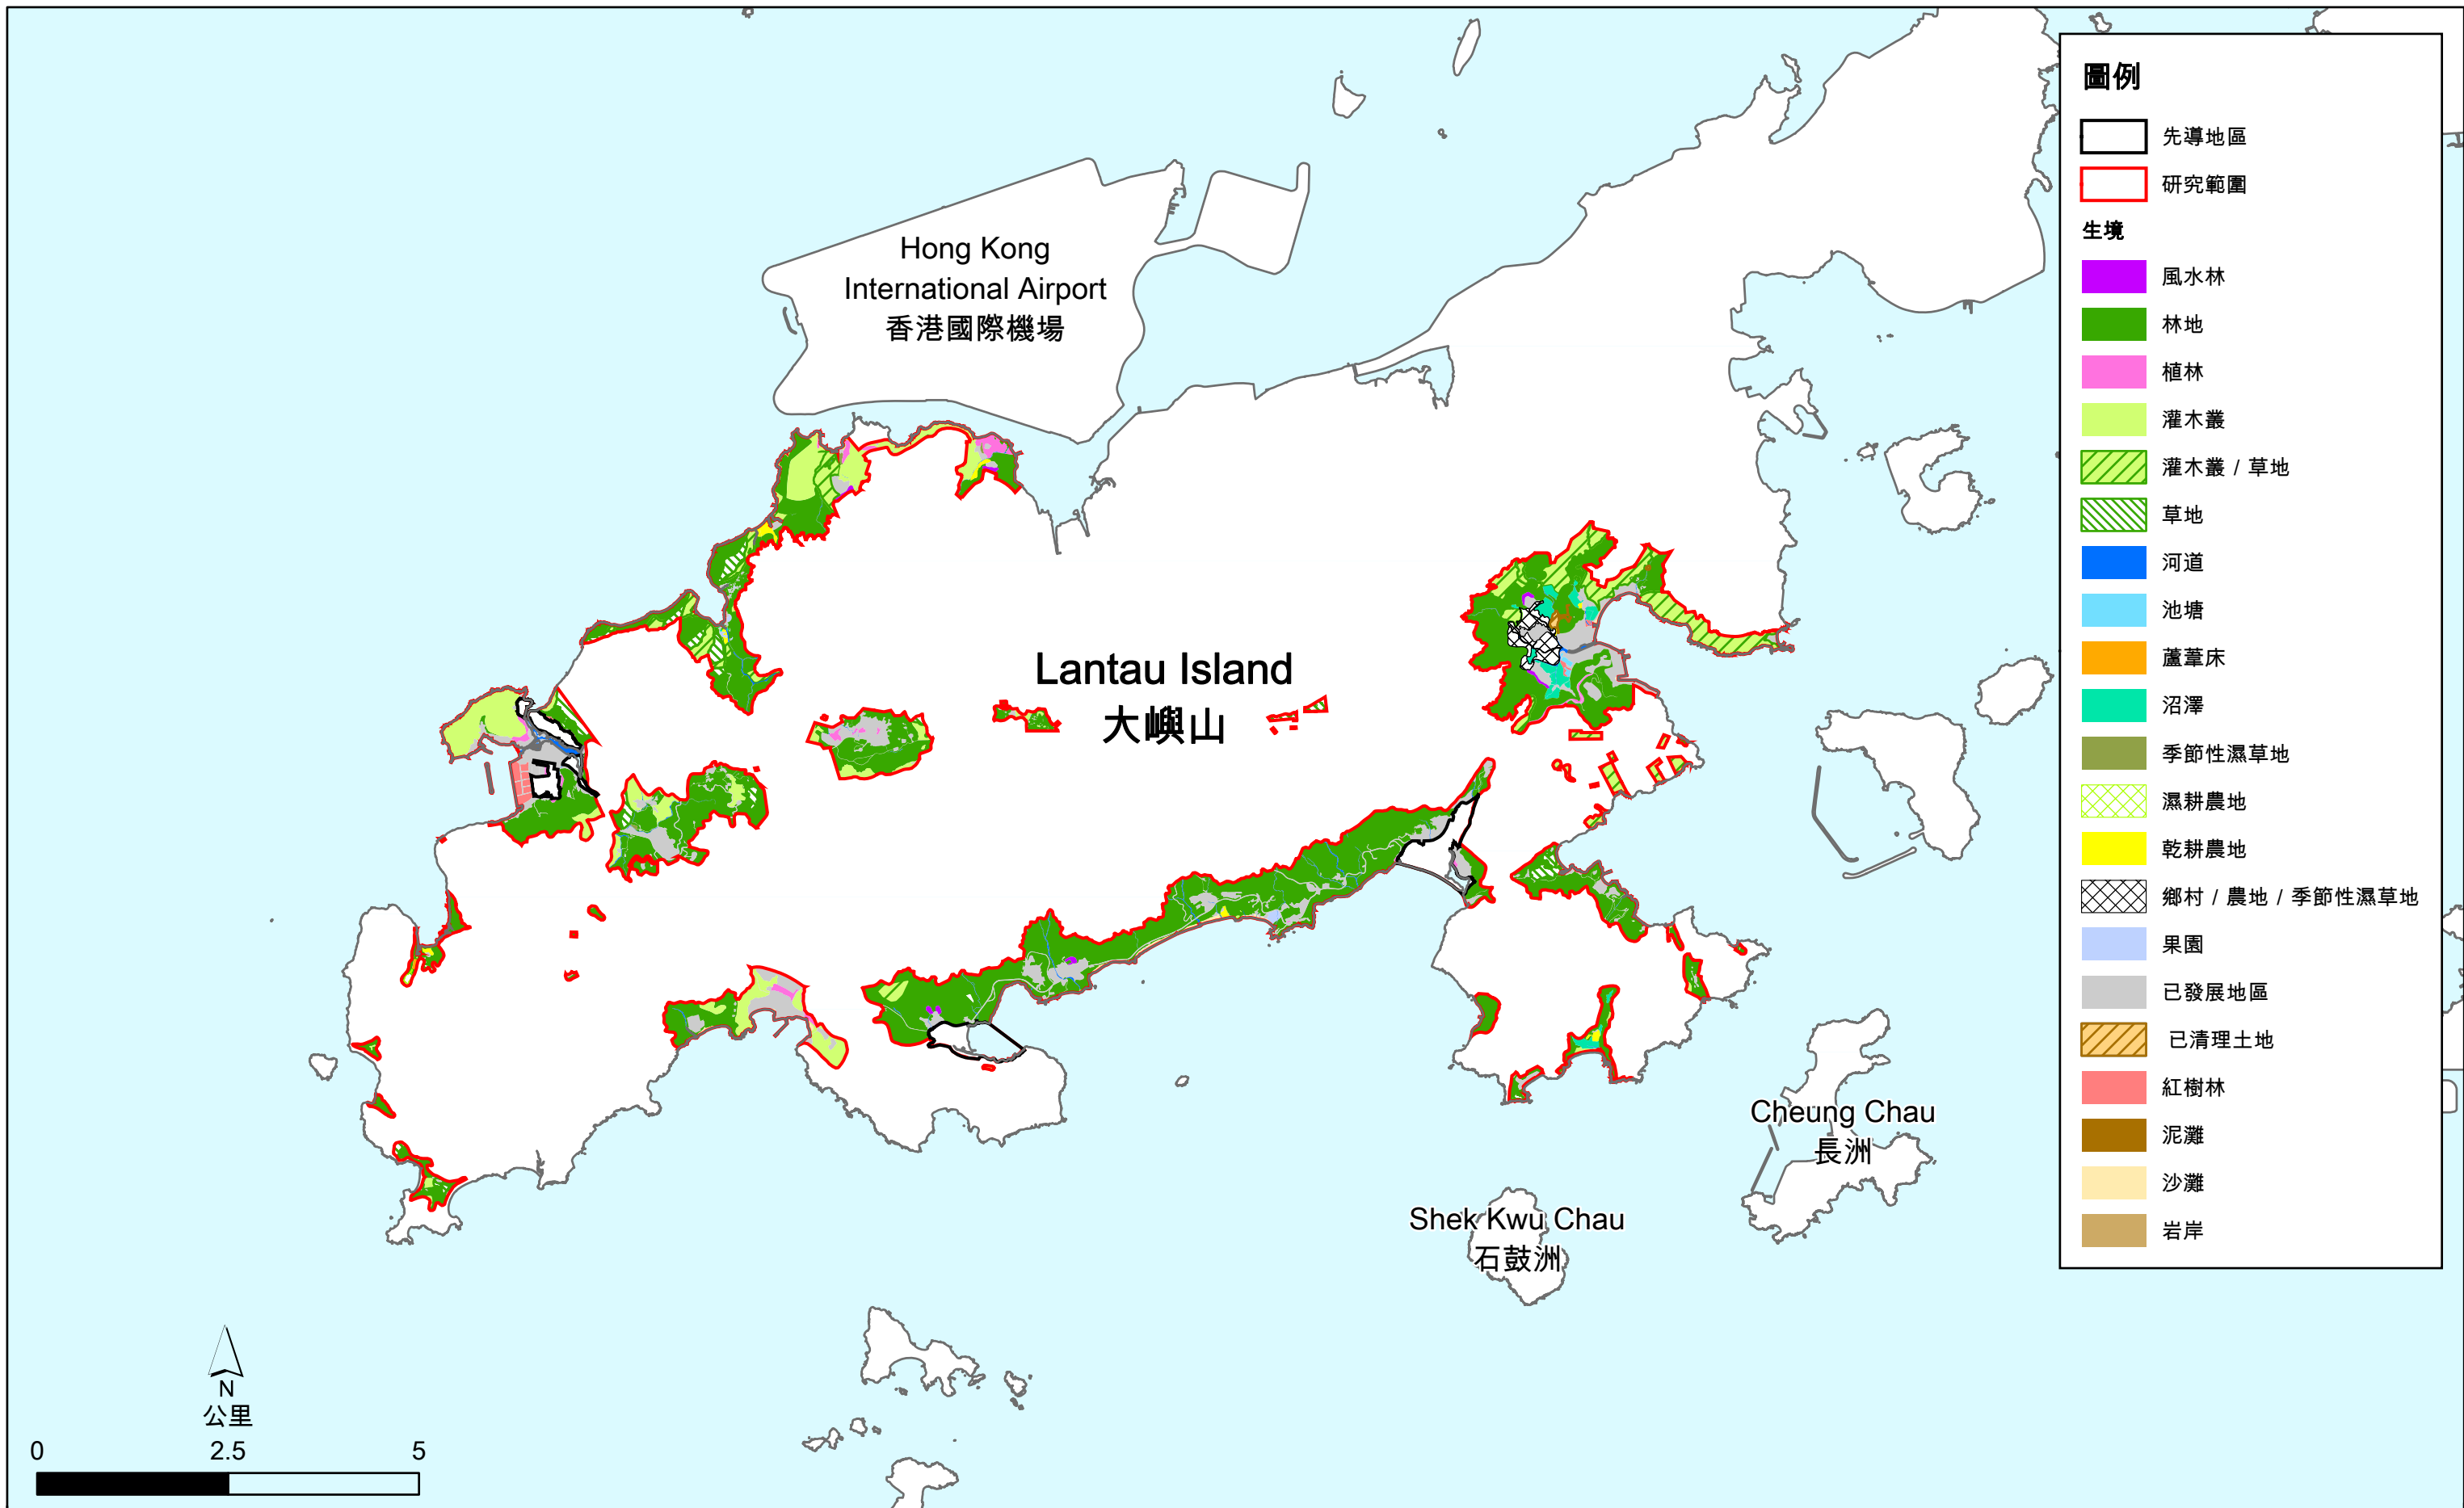 Hong Kong
International Airport
香港國際機場
Lantau Island
大嶼山
Cheung Chau
長洲
Shek Kwu Chau
石鼓洲
N
公里
0 2.5 5
圖例
先導地區
研究範圍
生境
風水林
林地
植林
灌木叢
灌木叢 / 草地
草地
河道
池塘
蘆葦床
沼澤
季節性濕草地
濕耕農地
乾耕農地
鄉村 / 農地 / 季節性濕草地
果園
已發展地區
已清理土地
紅樹林
泥灘
沙灘
岩岸